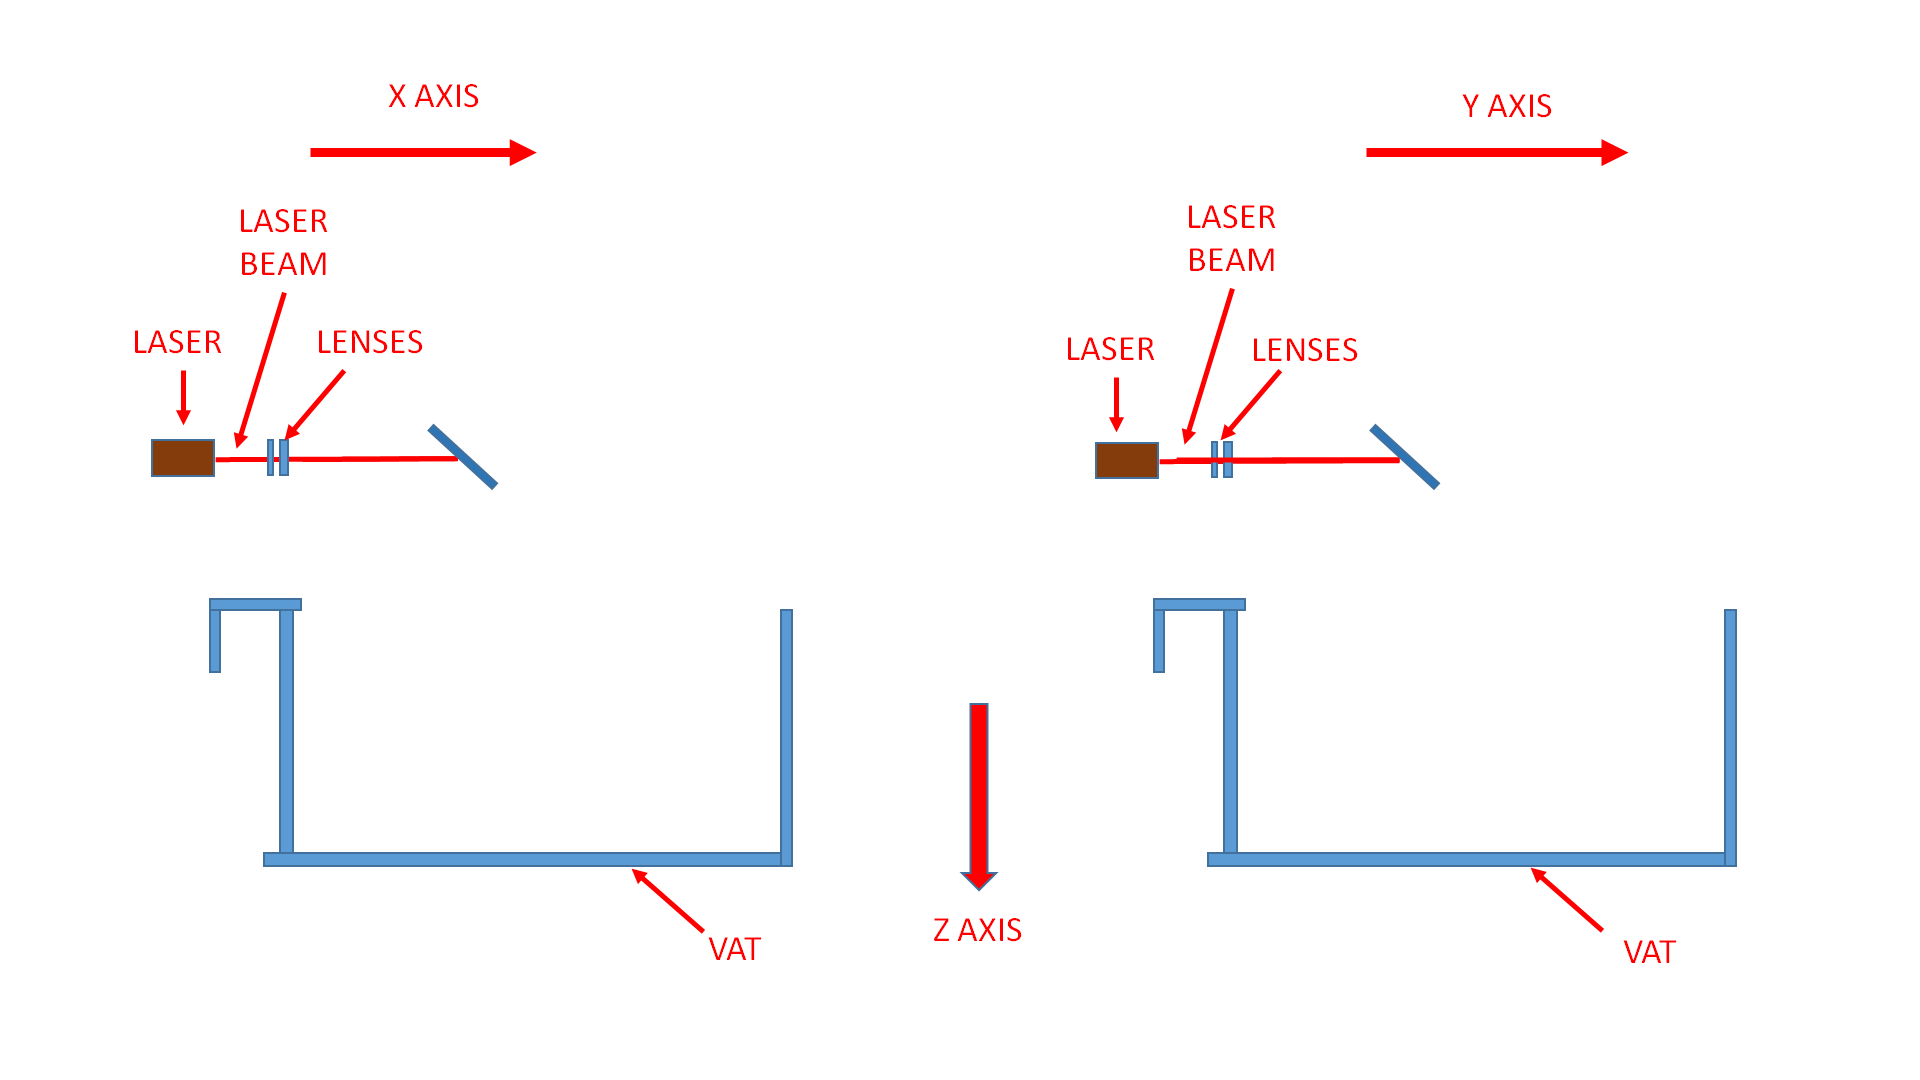 X AXIS
Y AXIS
LASER
BEAM
LASER
BEAM
LASER
LENSES
LASER
LENSES
Z AXIS
VAT
VAT